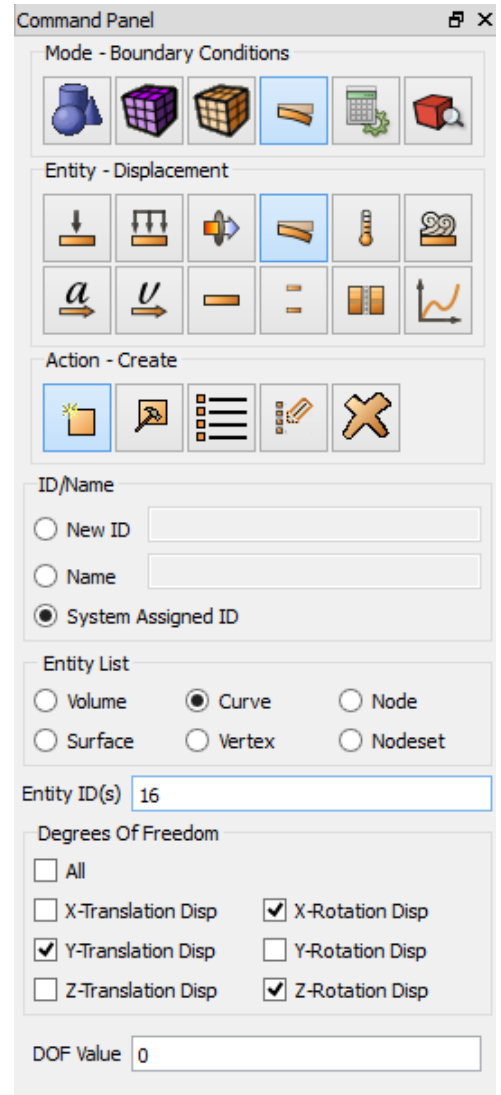 Command Panel
Mode - Boundary Conditions
Entity - Displacement
a
v
Action - Create
ID/Name
New ID
Name
System Assigned ID
Entity List
Volume Curve Node
Surface Vertex Nodeset
Entity ID(s) 16
Degrees Of Freedom
All
X-Translation Disp X-Rotation Disp
Y-Translation Disp Y-Rotation Disp
Z-Translation Disp Z-Rotation Disp
DOF Value 0